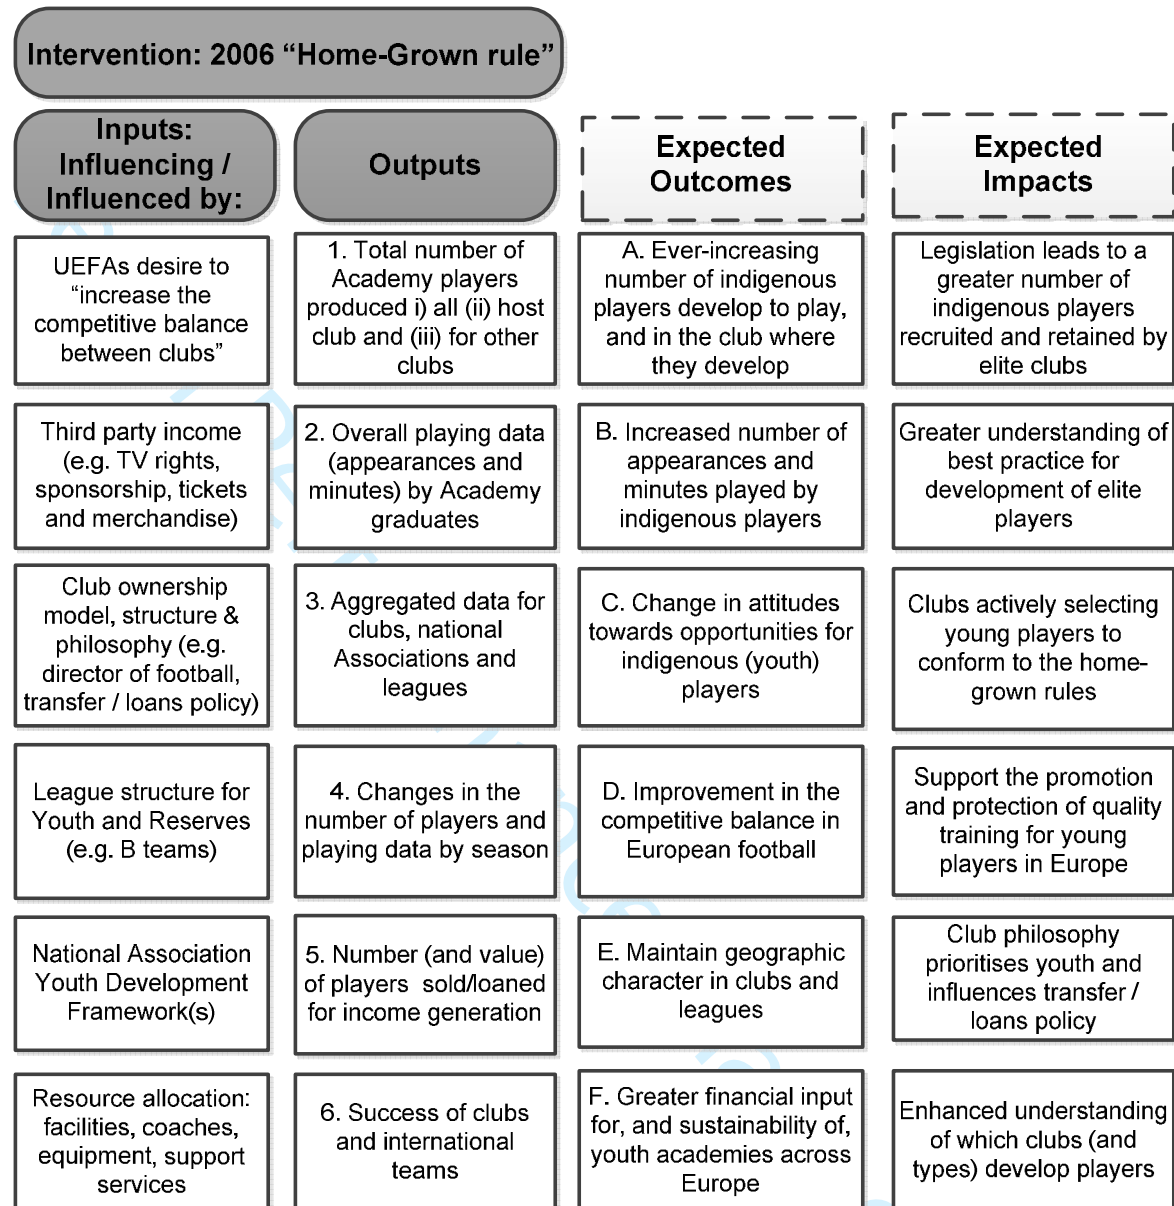 Intervention: 2006 “Home-Grown rule”
Inputs:
Influencing /
Influenced by:
Outputs
Expected
Outcomes
Expected
Impacts
UEFAs desire to
“increase the
competitive balance
between clubs”
1. Total number of
Academy players
produced i) all (ii) host
club and (iii) for other
clubs
A. Ever-increasing
number of indigenous
players develop to play,
and in the club where
they develop
Legislation leads to a
greater number of
indigenous players
recruited and retained by
elite clubs
Third party income
(e.g. TV rights,
sponsorship, tickets
and merchandise)
2. Overall playing data
(appearances and
minutes) by Academy
graduates
B. Increased number of
appearances and
minutes played by
indigenous players
Greater understanding of
best practice for
development of elite
players
Club ownership
model, structure &
philosophy (e.g.
director of football,
transfer / loans policy)
3. Aggregated data for
clubs, national
Associations and
leagues
C. Change in attitudes
towards opportunities for
indigenous (youth)
players
Clubs actively selecting
young players to
conform to the home-
grown rules
League structure for
Youth and Reserves
(e.g. B teams)
4. Changes in the
number of players and
playing data by season
D. Improvement in the
competitive balance in
European football
Support the promotion
and protection of quality
training for young
players in Europe
National Association
Youth Development
Framework(s)
5. Number (and value)
of players sold/loaned
for income generation
E. Maintain geographic
character in clubs and
leagues
Club philosophy
prioritises youth and
influences transfer /
loans policy
Resource allocation:
facilities, coaches,
equipment, support
services
6. Success of clubs
and international
teams
F. Greater financial input
for, and sustainability of,
youth academies across
Europe
Enhanced understanding
of which clubs (and
types) develop players